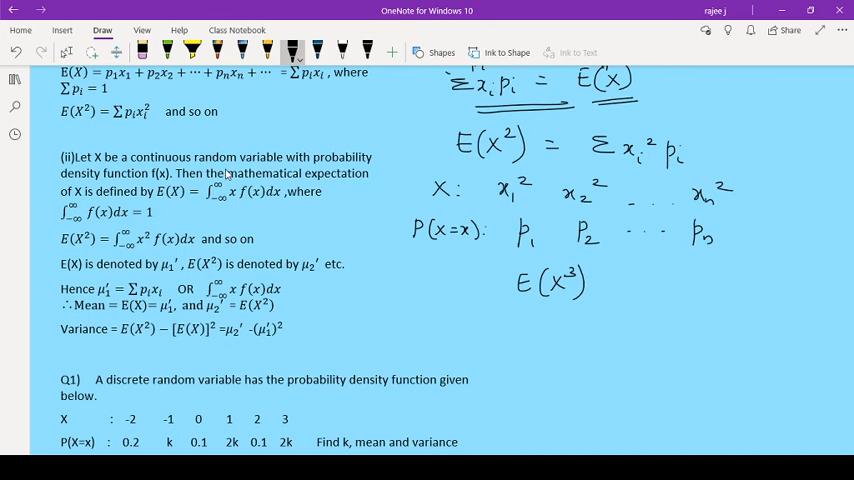 OneNote for Windows 10
rajee j
Home Insert Draw View Help Class Notebook
Share
Shapes Ink to Shape Ink to Text
E(X) = p₁x₁ + p₂x₂ + ⋯ + pₙxₙ + ⋯ = ∑ pᵢxᵢ, where
∑ pᵢ = 1
E(X²) = ∑ pᵢxᵢ² and so on
(ii)Let X be a continuous random variable with probability
density function f(x). Then the mathematical expectation
of X is defined by E(X) = ∫₋∞^∞ x f(x)dx ,where
∫₋∞^∞ f(x)dx = 1
E(X²) = ∫₋∞^∞ x² f(x)dx and so on
E(X) is denoted by μ₁′ , E(X²) is denoted by μ₂′ etc.
Hence μ₁′ = ∑ pᵢxᵢ OR ∫₋∞^∞ x f(x)dx
∴ Mean = E(X)= μ₁′, and μ₂′ = E(X²)
Variance = E(X²) − [E(X)]² =μ₂′ -(μ₁′)²
Q1) A discrete random variable has the probability density function given
below.
X : -2 -1 0 1 2 3
P(X=x) : 0.2 k 0.1 2k 0.1 2k Find k, mean and variance
∑ xᵢ pᵢ = E(X)
E(X²) = ∑ xᵢ² pᵢ
X: x₁² x₂² .... xₙ²
P(X=x): p₁ p₂ ... pₙ
E(X³)